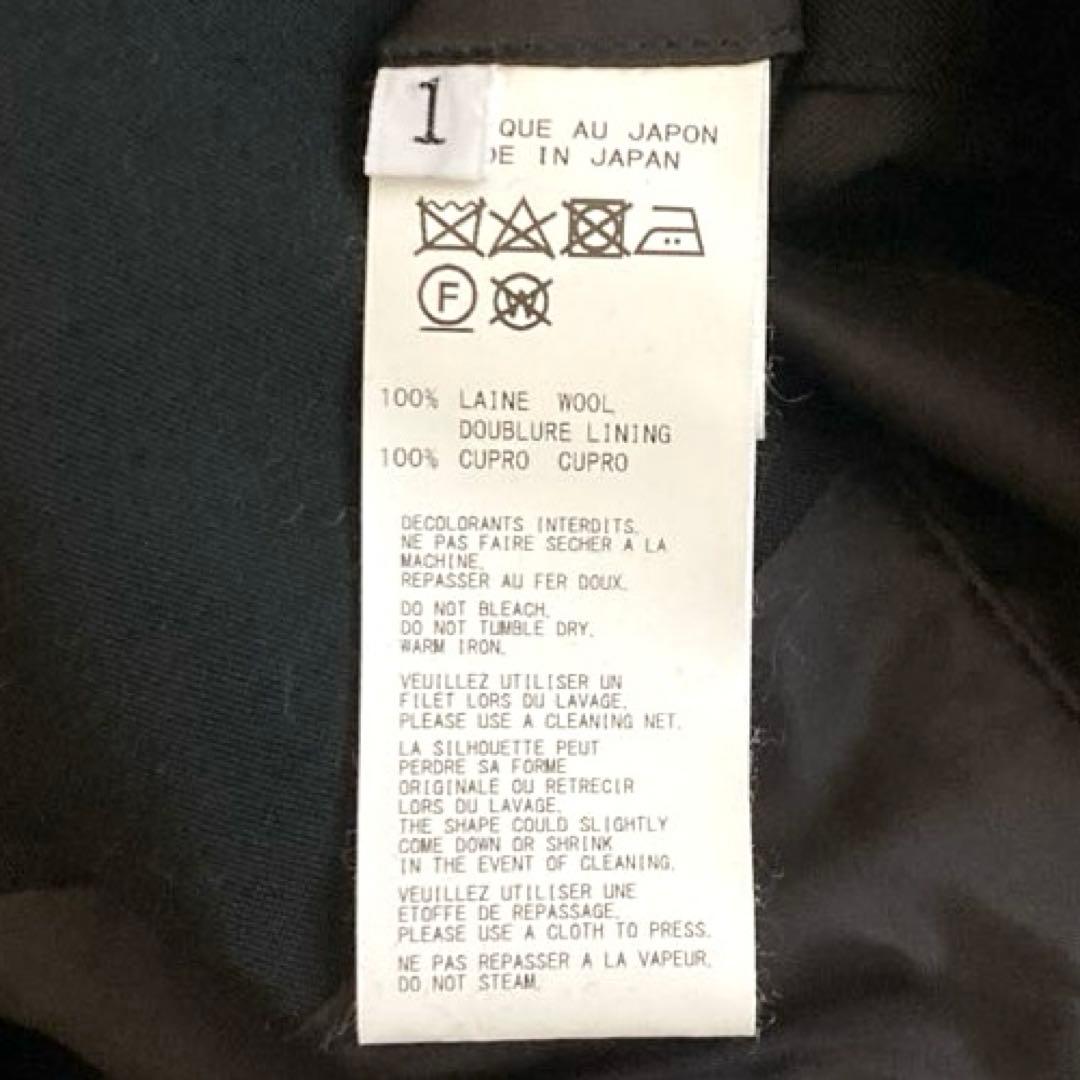 1
QUE AU JAPON
DE IN JAPAN
F
W
100% LAINE WOOL
DOUBLURE LINING
100% CUPRO CUPRO
DECOLORANTS INTERDITS.
NE PAS FAIRE SECHER A LA
MACHINE.
REPASSER AU FER DOUX.
DO NOT BLEACH.
DO NOT TUMBLE DRY.
WARM IRON.
VEUILLEZ UTILISER UN
FILET LORS DU LAVAGE.
PLEASE USE A CLEANING NET.
LA SILHOUETTE PEUT
PERDRE SA FORME
ORIGINALE OU RETRECIR
LORS DU LAVAGE.
THE SHAPE COULD SLIGHTLY
COME DOWN OR SHRINK
IN THE EVENT OF CLEANING.
VEUILLEZ UTILISER UNE
ETOFFE DE REPASSAGE.
PLEASE USE A CLOTH TO PRESS.
NE PAS REPASSER A LA VAPEUR.
DO NOT STEAM.